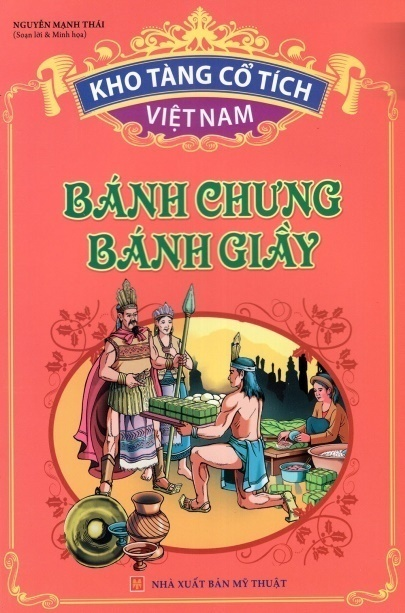 NGUYỄN MẠNH THÁI
(Soạn lời & Minh họa)
KHO TÀNG CỔ TÍCH
VIỆT NAM
BÁNH CHƯNG
BÁNH GIẦY
NHÀ XUẤT BẢN MỸ THUẬT